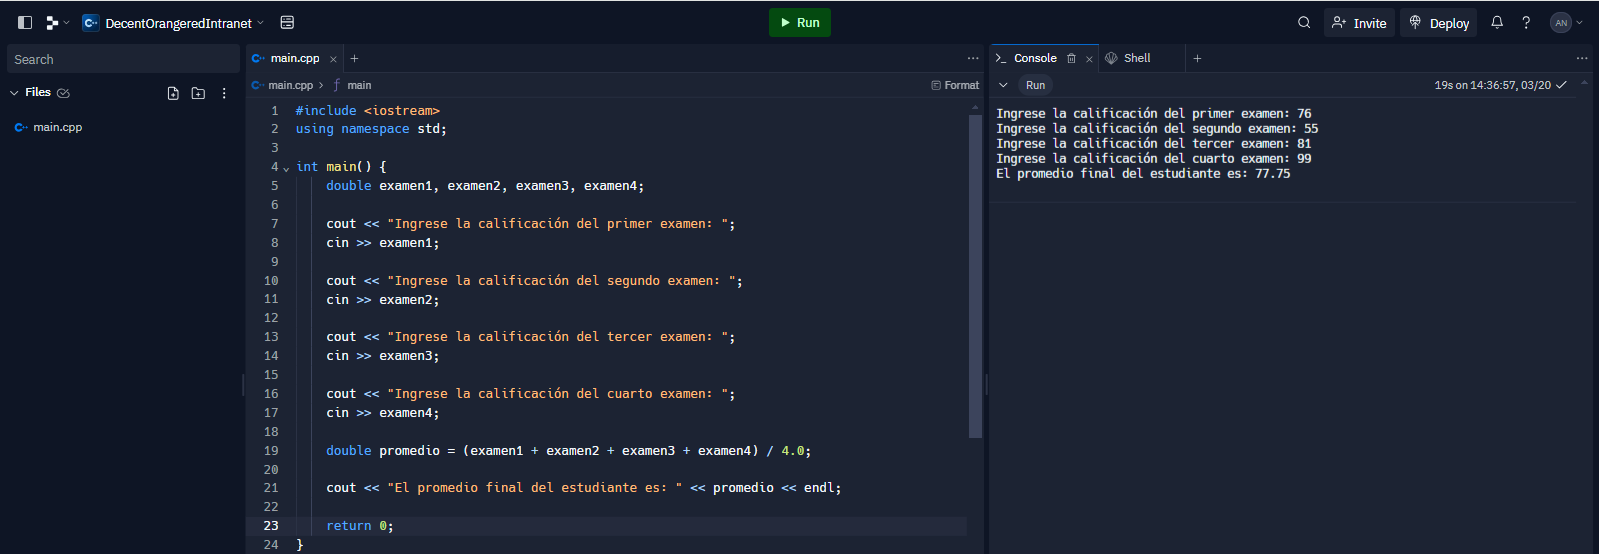 DecentOrangeredIntranet
Run
Invite
Deploy
AN
Search
Files
main.cpp
main.cpp
main.cpp > main
Format
1 #include <iostream>
2 using namespace std;
3
4 int main() {
5 double examen1, examen2, examen3, examen4;
6
7 cout << "Ingrese la calificación del primer examen: ";
8 cin >> examen1;
9
10 cout << "Ingrese la calificación del segundo examen: ";
11 cin >> examen2;
12
13 cout << "Ingrese la calificación del tercer examen: ";
14 cin >> examen3;
15
16 cout << "Ingrese la calificación del cuarto examen: ";
17 cin >> examen4;
18
19 double promedio = (examen1 + examen2 + examen3 + examen4) / 4.0;
20
21 cout << "El promedio final del estudiante es: " << promedio << endl;
22
23 return 0;
24 }
Console
Shell
Run
19s on 14:36:57, 03/20
Ingrese la calificación del primer examen: 76
Ingrese la calificación del segundo examen: 55
Ingrese la calificación del tercer examen: 81
Ingrese la calificación del cuarto examen: 99
El promedio final del estudiante es: 77.75